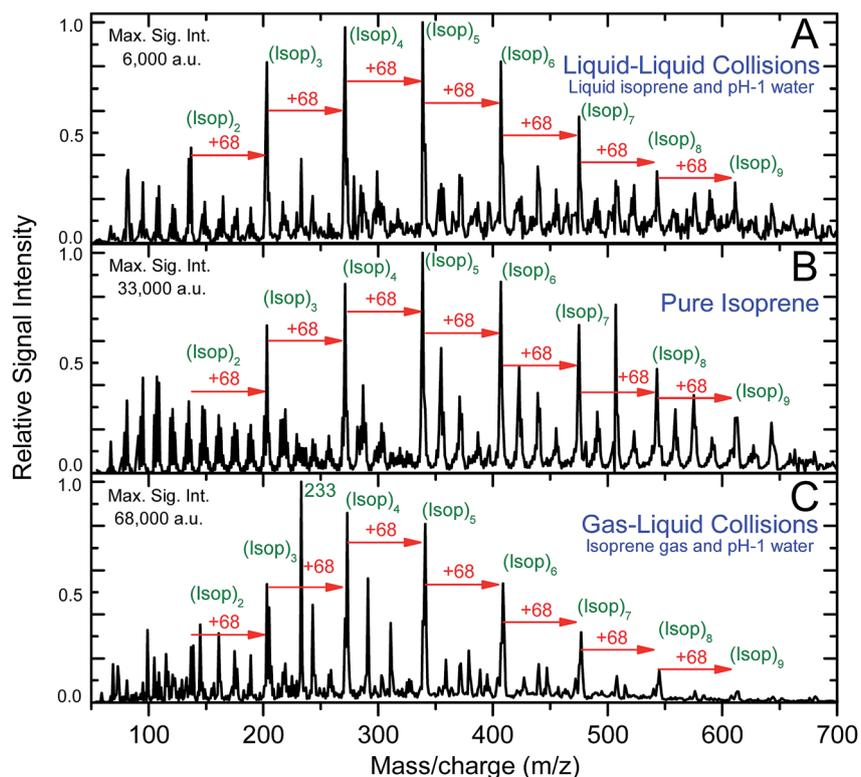 Relative Signal Intensity
A
Max. Sig. Int.
6,000 a.u.
Liquid-Liquid Collisions
Liquid isoprene and pH-1 water
1.0
0.5
0.0
(Isop)₂
(Isop)₃
(Isop)₄
(Isop)₅
(Isop)₆
(Isop)₇
(Isop)₈
(Isop)₉
+68
+68
+68
+68
+68
+68
+68
B
Max. Sig. Int.
33,000 a.u.
Pure Isoprene
1.0
0.5
0.0
(Isop)₂
(Isop)₃
(Isop)₄
(Isop)₅
(Isop)₆
(Isop)₇
(Isop)₈
(Isop)₉
+68
+68
+68
+68
+68
+68
+68
C
Max. Sig. Int.
68,000 a.u.
Gas-Liquid Collisions
Isoprene gas and pH-1 water
1.0
0.5
0.0
(Isop)₂
(Isop)₃
233
(Isop)₄
(Isop)₅
(Isop)₆
(Isop)₇
(Isop)₈
(Isop)₉
+68
+68
+68
+68
+68
+68
+68
100 200 300 400 500 600 700
Mass/charge (m/z)